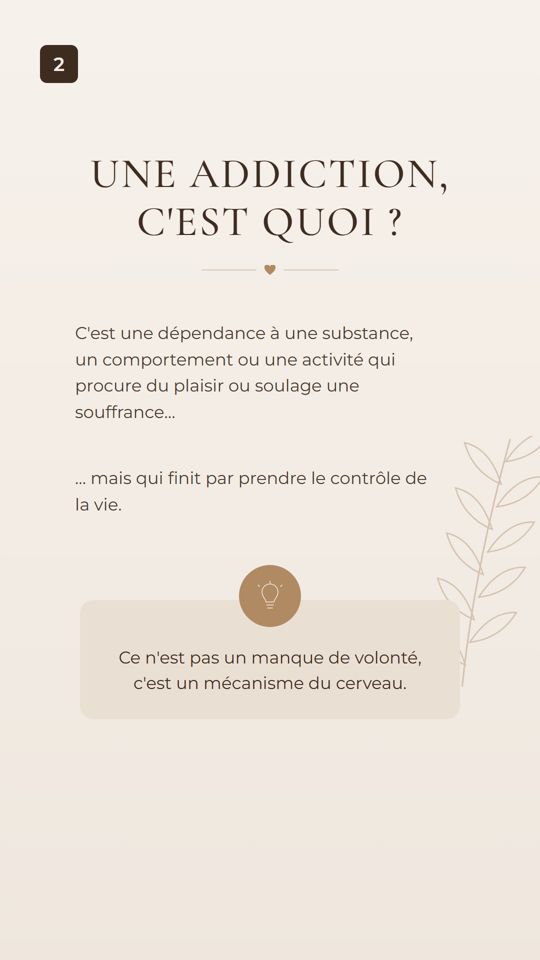 2
UNE ADDICTION,
C'EST QUOI ?
C'est une dépendance à une substance,
un comportement ou une activité qui
procure du plaisir ou soulage une
souffrance...
... mais qui finit par prendre le contrôle de
la vie.
Ce n'est pas un manque de volonté,
c'est un mécanisme du cerveau.